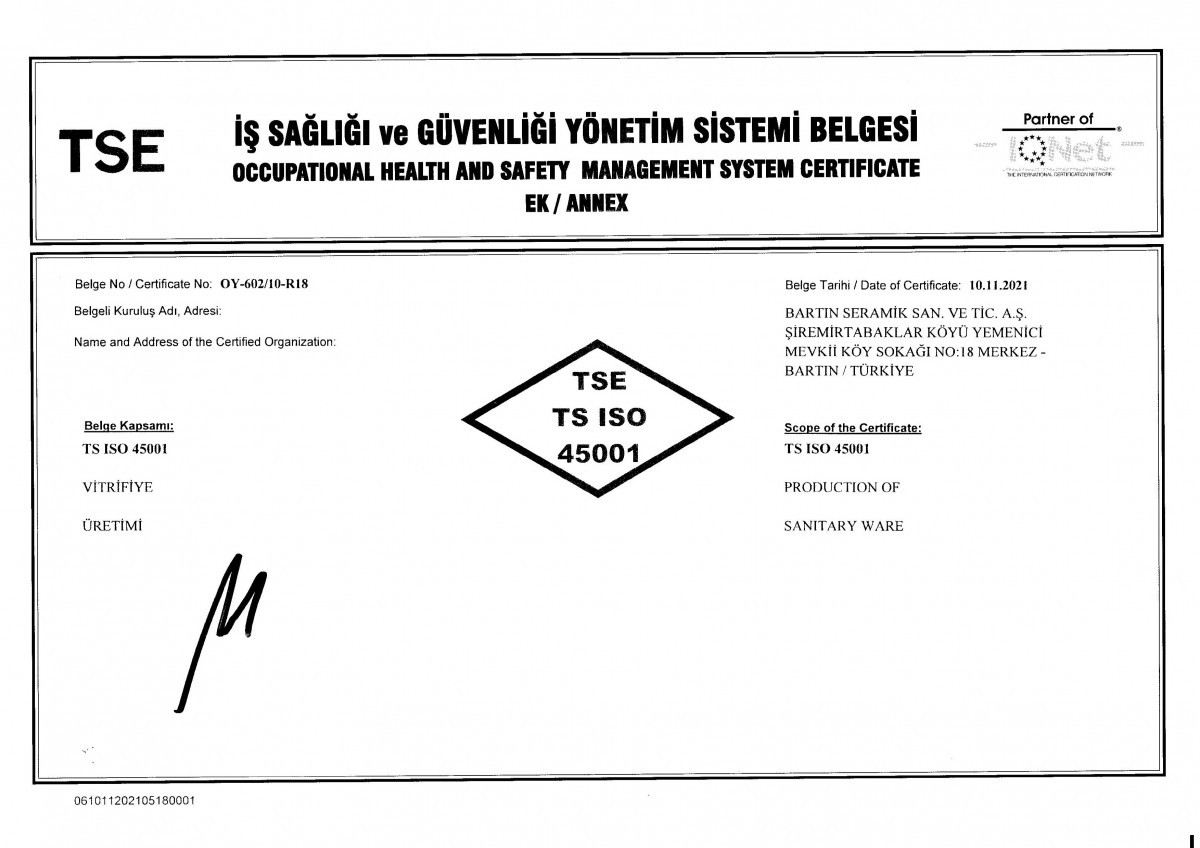 TSE
İŞ SAĞLIĞI ve GÜVENLİĞİ YÖNETİM SİSTEMİ BELGESİ
OCCUPATIONAL HEALTH AND SAFETY MANAGEMENT SYSTEM CERTIFICATE
EK / ANNEX
Partner of
IQNet ®
THE INTERNATIONAL CERTIFICATION NETWORK
Belge No / Certificate No: OY-602/10-R18
Belgeli Kuruluş Adı, Adresi:
Name and Address of the Certified Organization:
Belge Tarihi / Date of Certificate: 10.11.2021
BARTIN SERAMİK SAN. VE TİC. A.Ş.
ŞİREMİRTABAKLAR KÖYÜ YEMENİCİ
MEVKİİ KÖY SOKAĞI NO:18 MERKEZ -
BARTIN / TÜRKİYE
TSE
TS ISO
45001
Belge Kapsamı:
TS ISO 45001
VİTRİFİYE
ÜRETİMİ
Scope of the Certificate:
TS ISO 45001
PRODUCTION OF
SANITARY WARE
061011202105180001